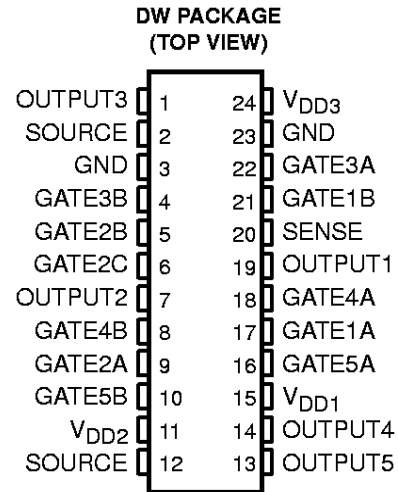 DW PACKAGE
(TOP VIEW)
OUTPUT3 1 24 VDD3
SOURCE 2 23 GND
GND 3 22 GATE3A
GATE3B 4 21 GATE1B
GATE2B 5 20 SENSE
GATE2C 6 19 OUTPUT1
OUTPUT2 7 18 GATE4A
GATE4B 8 17 GATE1A
GATE2A 9 16 GATE5A
GATE5B 10 15 VDD1
VDD2 11 14 OUTPUT4
SOURCE 12 13 OUTPUT5